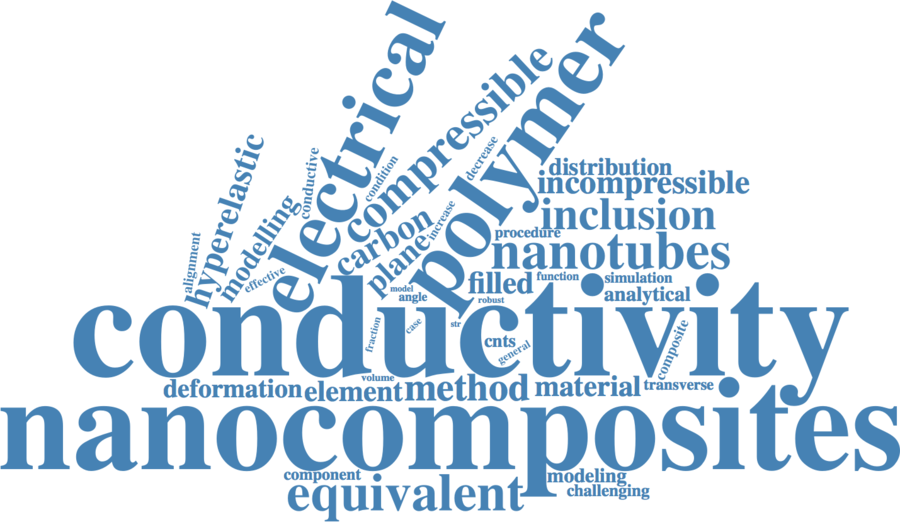 electrical
compressible
polymer
hyperelastic
conductive
condition
decrease
distribution
incompressible
modelling
carbon
increase
inclusion
alignment
effective
plane
procedure
nanotubes
filled
function
simulation
model
angle
robust
analytical
conductivity
fraction
case
str
cnts
general
composite
deformation
element
volume
method
material
transverse
nanocomposites
component
equivalent
modeling
challenging